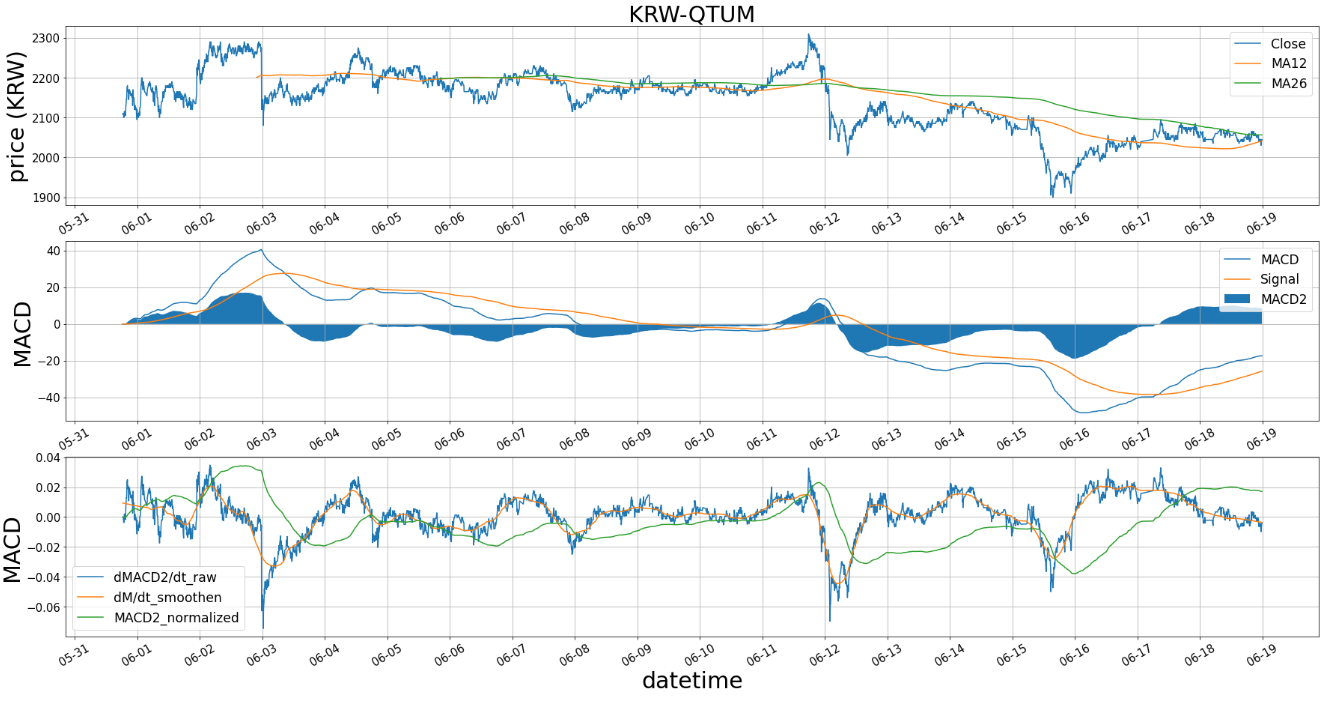 KRW-QTUM
price (KRW)
2300
2200
2100
2000
1900
Close
MA12
MA26
05-31 06-01 06-02 06-03 06-04 06-05 06-06 06-07 06-08 06-09 06-10 06-11 06-12 06-13 06-14 06-15 06-16 06-17 06-18 06-19
MACD
40
20
0
−20
−40
MACD
Signal
MACD2
05-31 06-01 06-02 06-03 06-04 06-05 06-06 06-07 06-08 06-09 06-10 06-11 06-12 06-13 06-14 06-15 06-16 06-17 06-18 06-19
MACD
0.04
0.02
0.00
−0.02
−0.04
−0.06
dMACD2/dt_raw
dM/dt_smoothen
MACD2_normalized
05-31 06-01 06-02 06-03 06-04 06-05 06-06 06-07 06-08 06-09 06-10 06-11 06-12 06-13 06-14 06-15 06-16 06-17 06-18 06-19
datetime